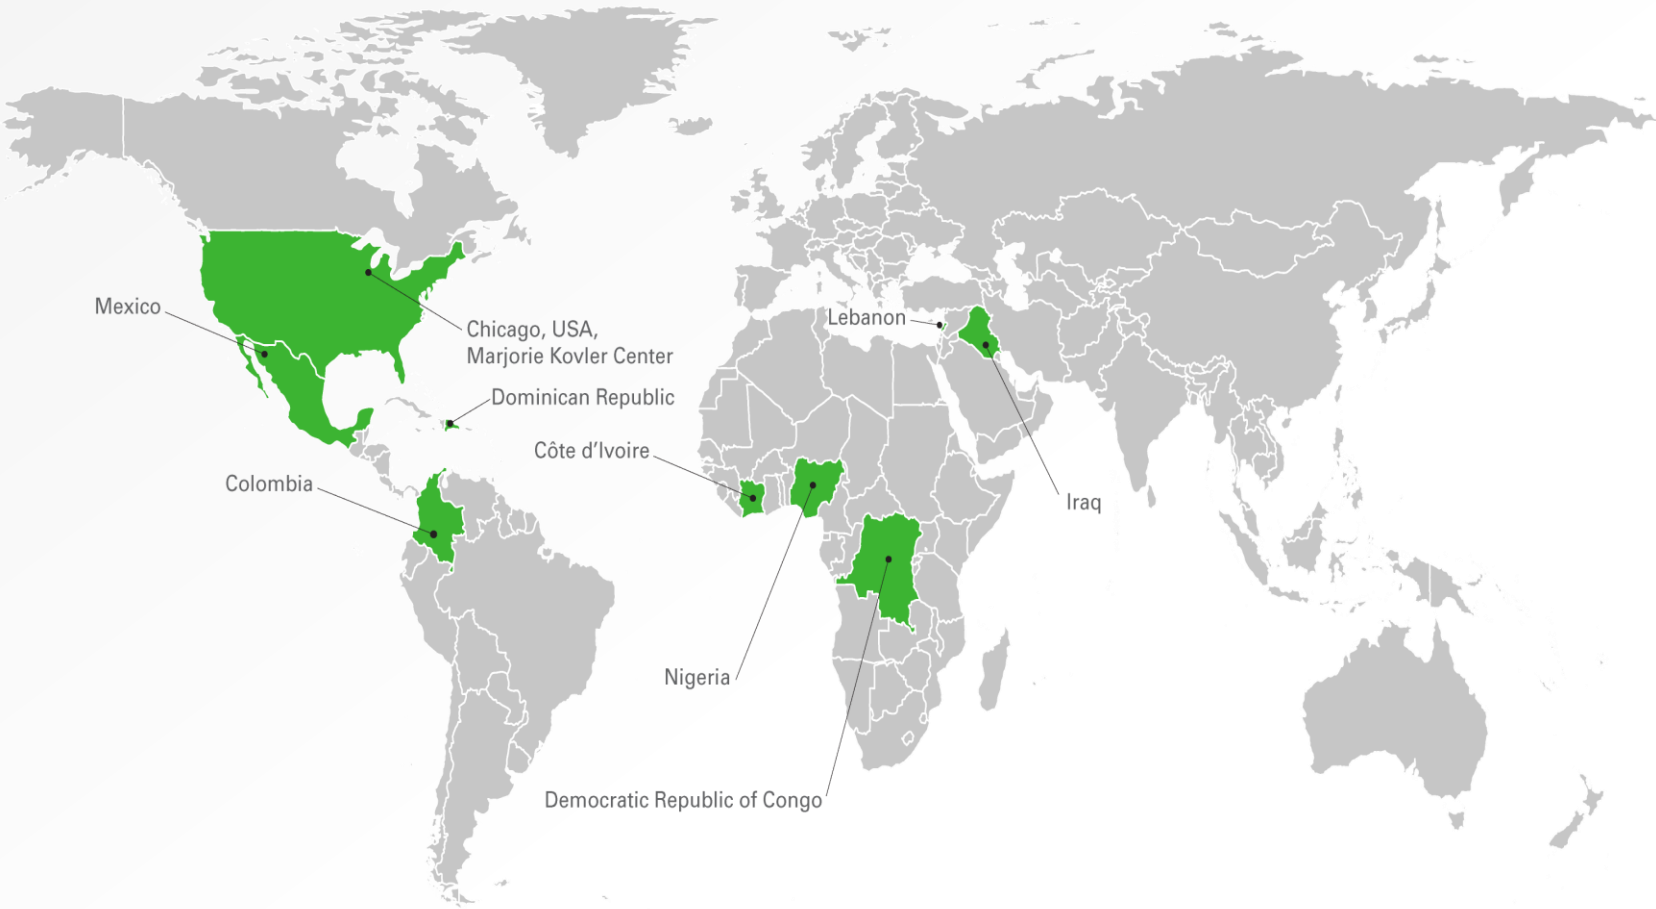 Mexico
Lebanon
Chicago, USA,
Marjorie Kovler Center
Dominican Republic
Côte d’Ivoire
Colombia
Iraq
Nigeria
Democratic Republic of Congo